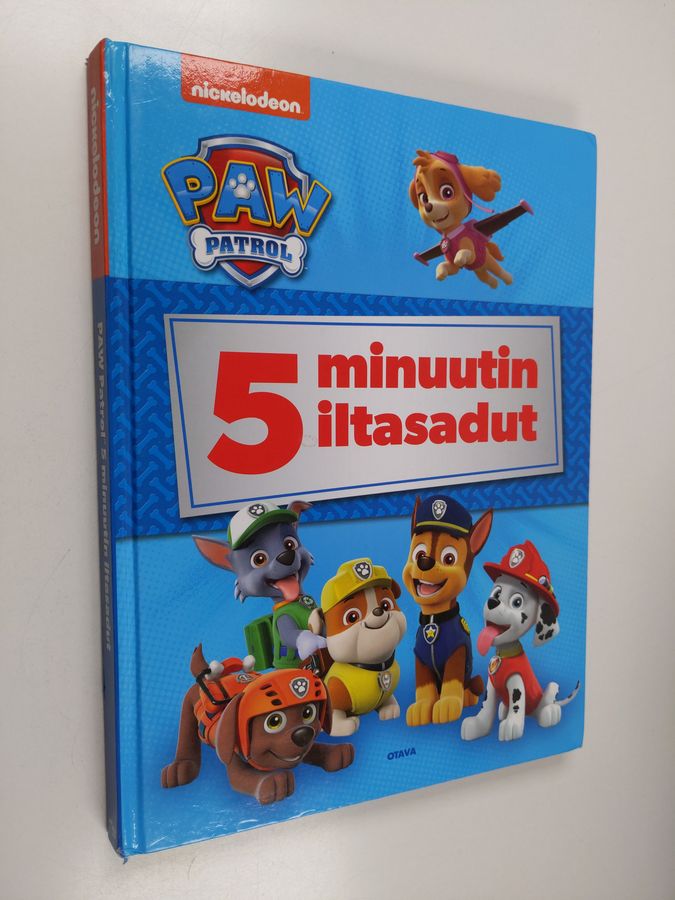 nickelodeon
PAW
PATROL
5 minuutin
iltasadut
OTAVA
nickelodeon
PAW Patrol 5 minuutin iltasadut